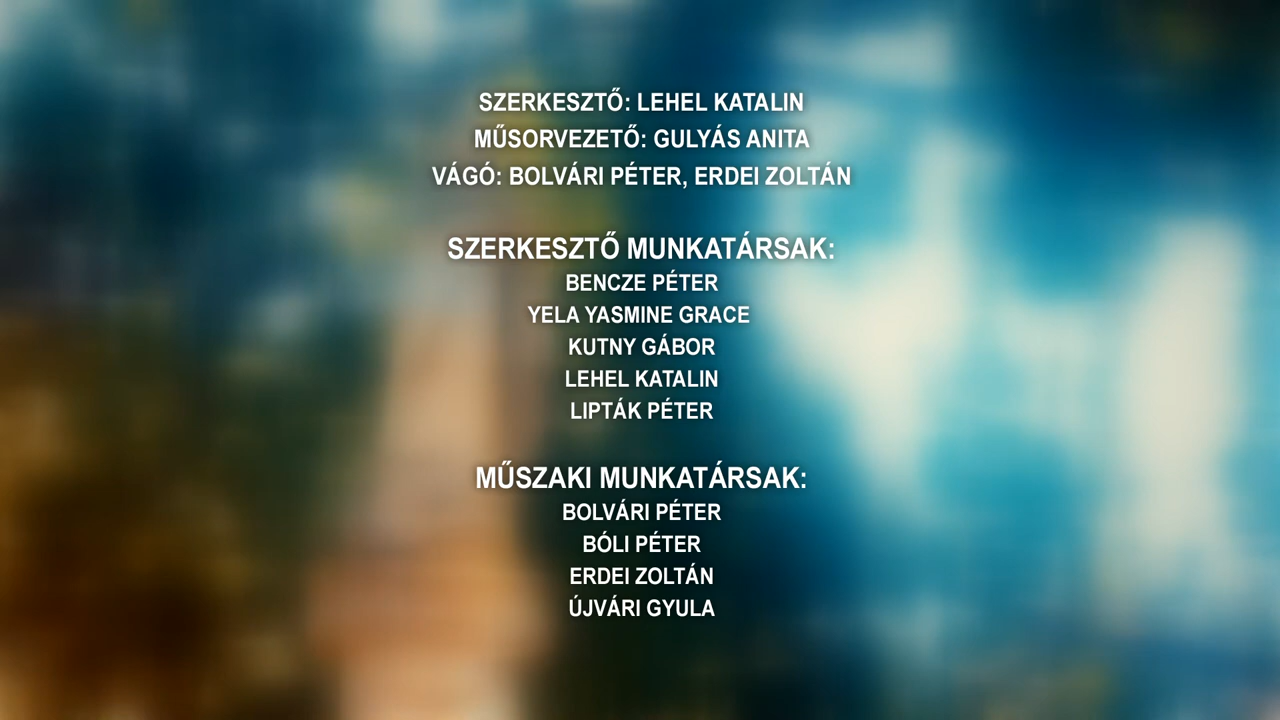 SZERKESZTŐ: LEHEL KATALIN
MŰSORVEZETŐ: GULYÁS ANITA
VÁGÓ: BOLVÁRI PÉTER, ERDEI ZOLTÁN
SZERKESZTŐ MUNKATÁRSAK:
BENCZE PÉTER
YELA YASMINE GRACE
KUTNY GÁBOR
LEHEL KATALIN
LIPTÁK PÉTER
MŰSZAKI MUNKATÁRSAK:
BOLVÁRI PÉTER
BÓLI PÉTER
ERDEI ZOLTÁN
ÚJVÁRI GYULA